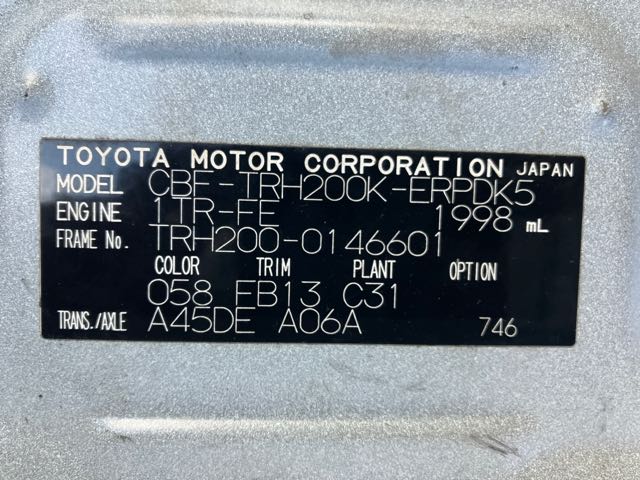 TOYOTA MOTOR CORPORATION JAPAN
MODEL CBF-TRH200K-ERPDK5
ENGINE 1TR-FE 1998 mL
FRAME No. TRH200-0146601
COLOR TRIM PLANT OPTION
058 FB13 C31
TRANS./AXLE A45DE A06A 746